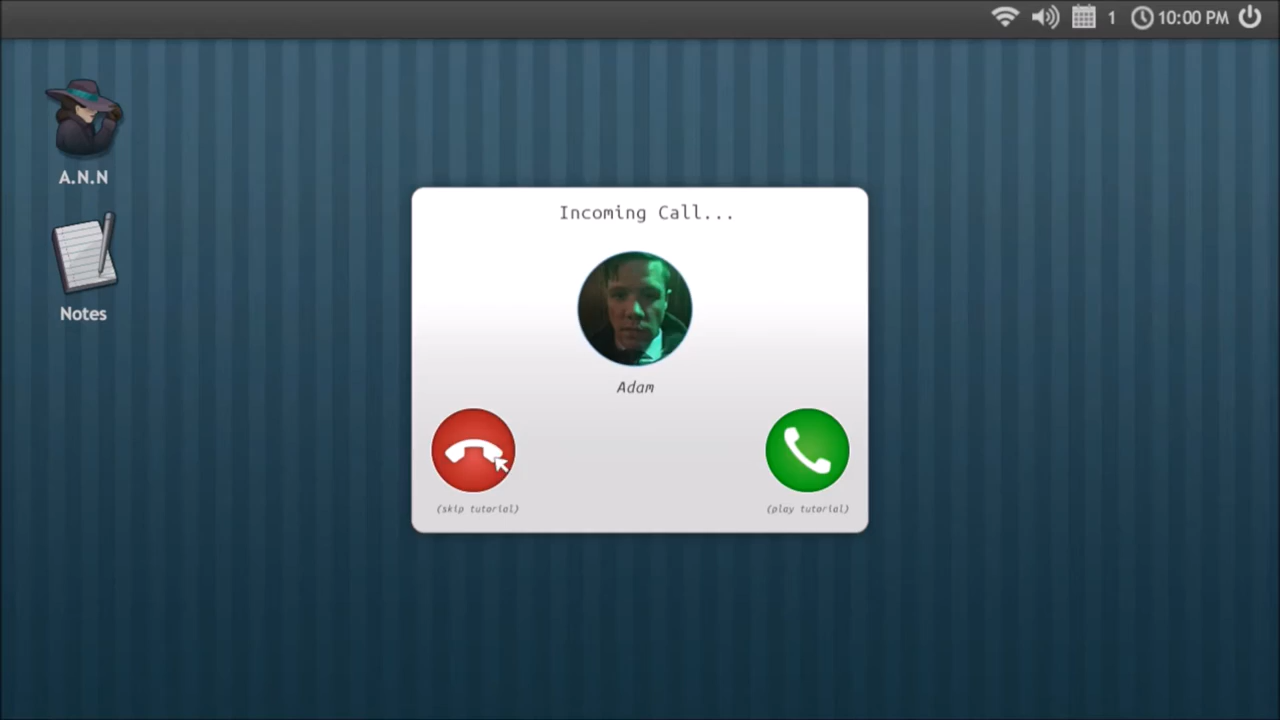 1 10:00 PM
A.N.N
Notes
Incoming Call...
Adam
(skip tutorial)
(play tutorial)